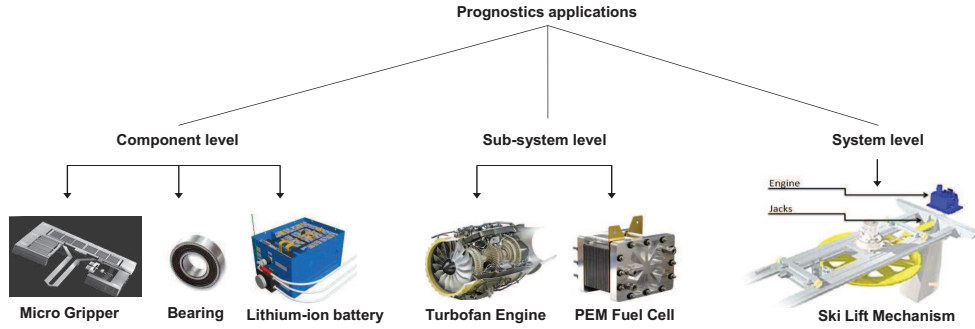 Prognostics applications
Component level
Sub-system level
System level
Engine
Jacks
Micro Gripper
Bearing
Lithium-ion battery
Turbofan Engine
PEM Fuel Cell
Ski Lift Mechanism